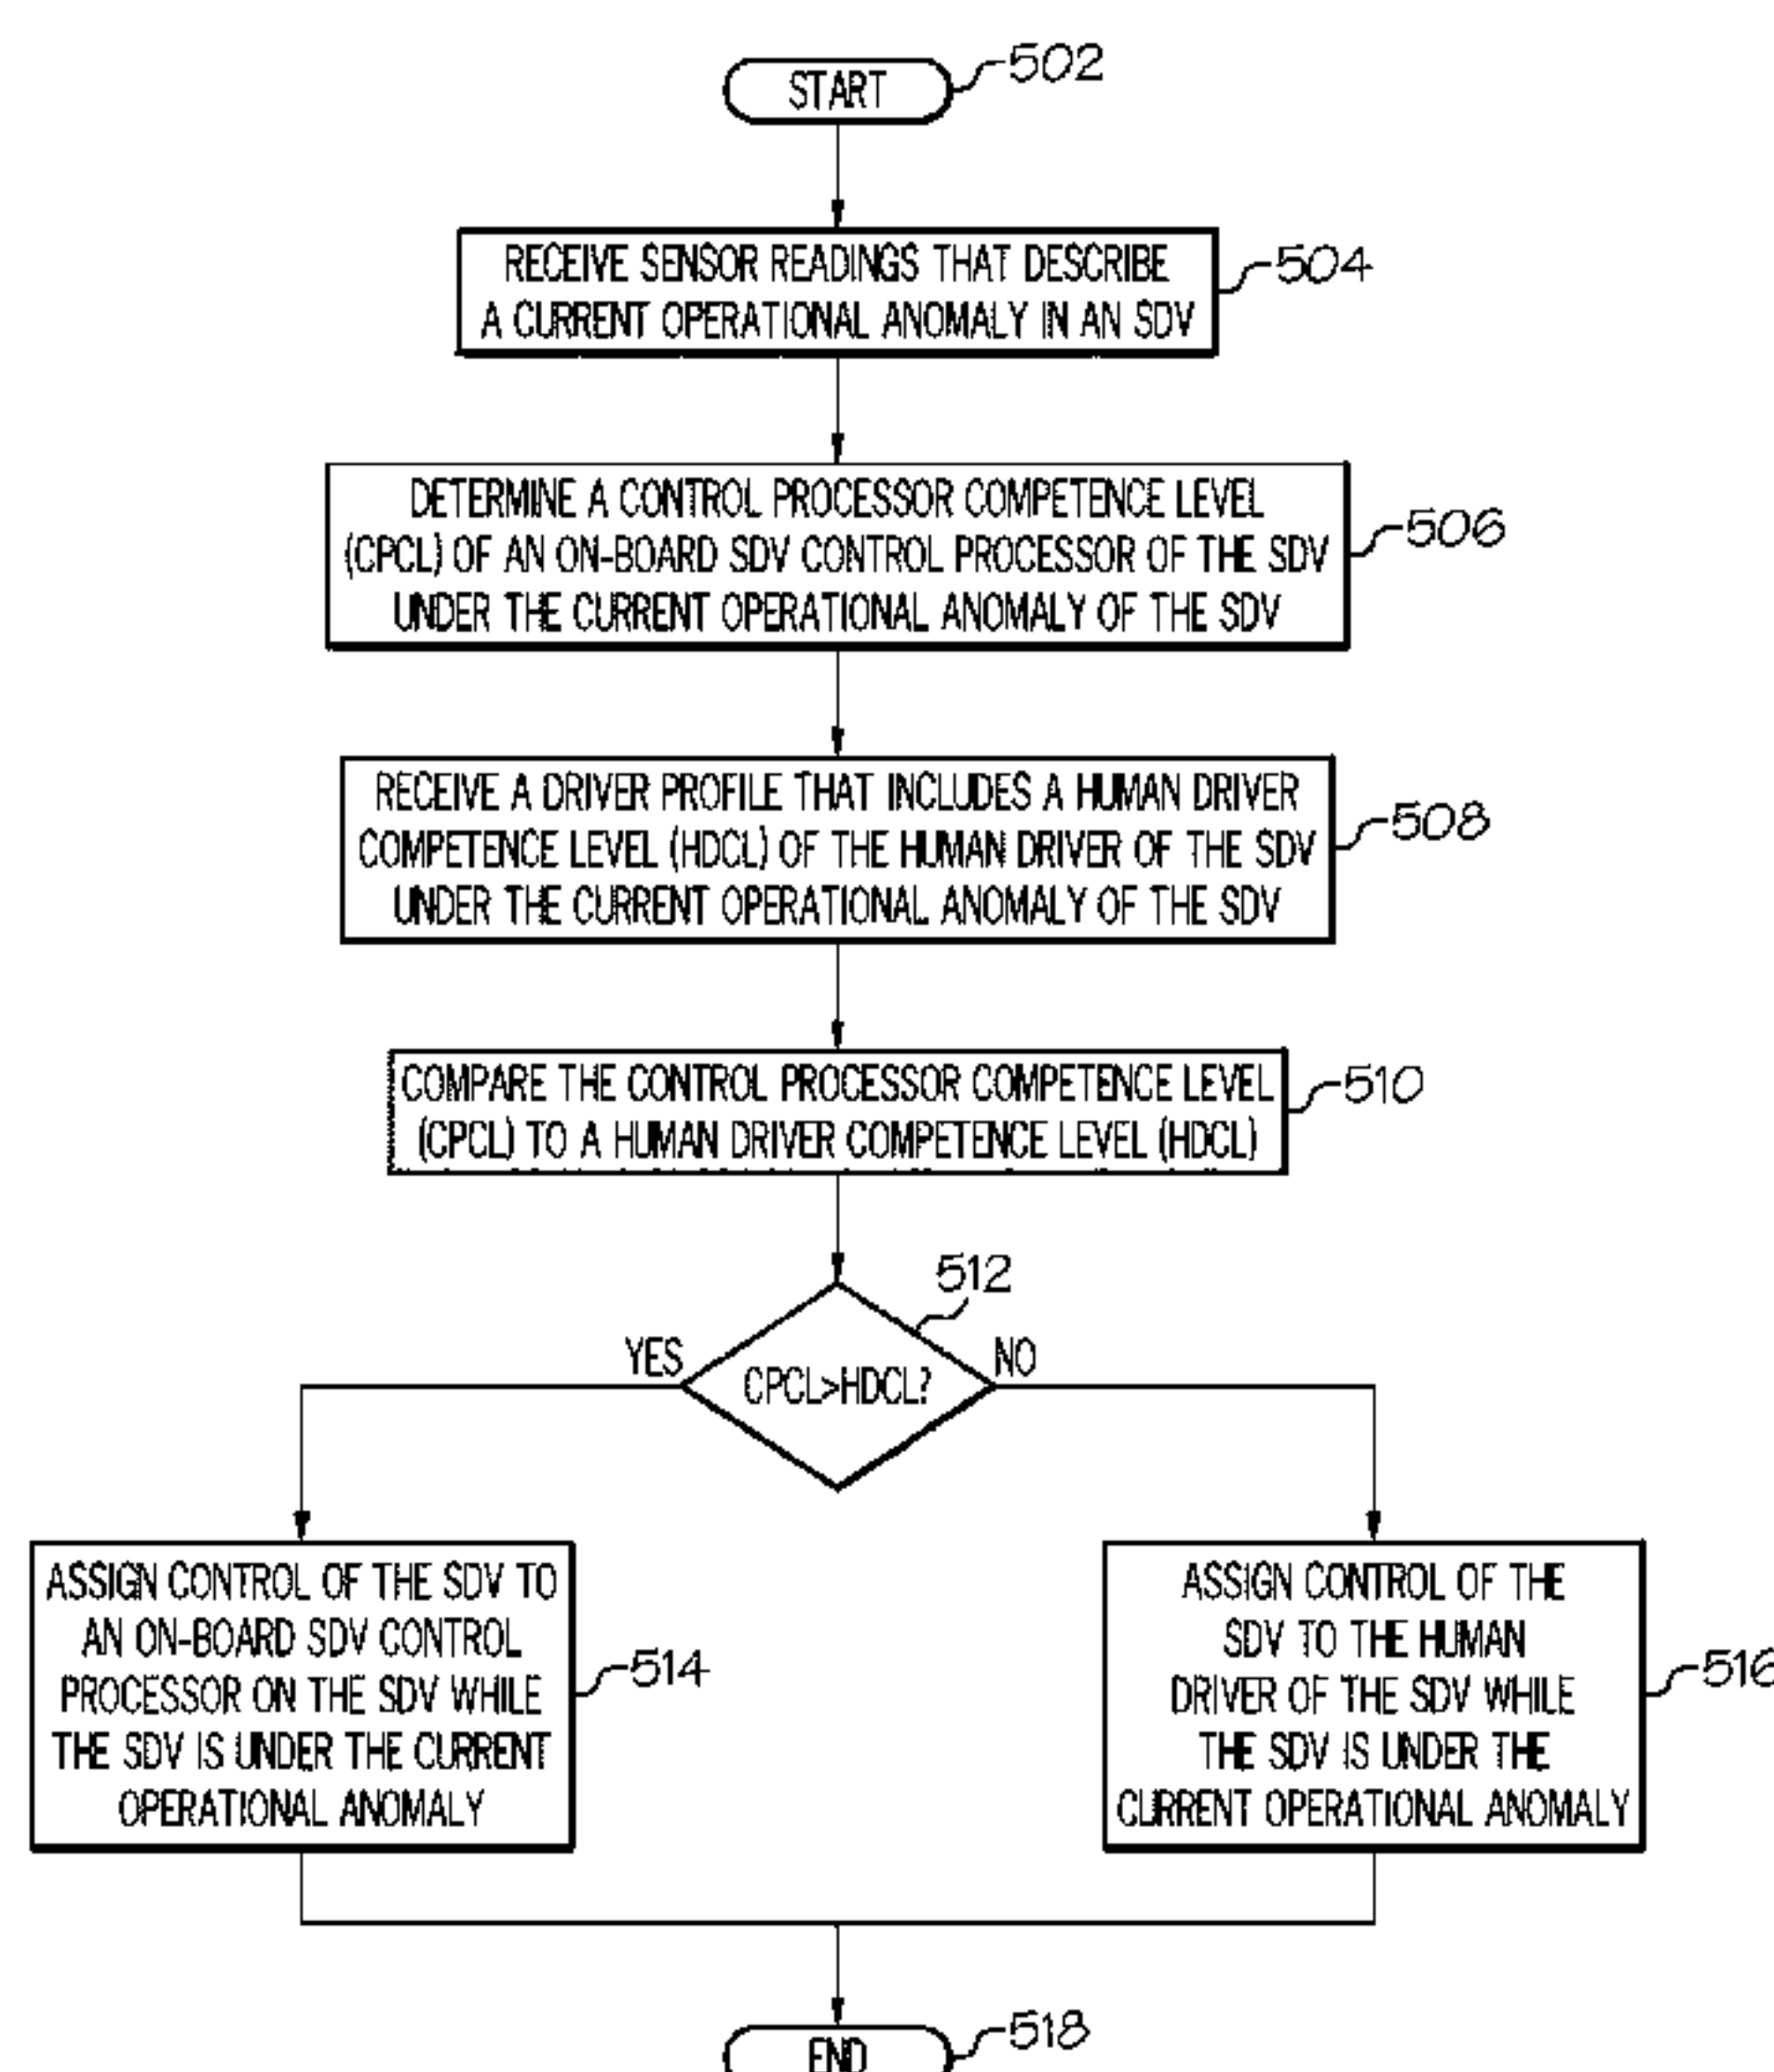 START
502
RECEIVE SENSOR READINGS THAT DESCRIBE
A CURRENT OPERATIONAL ANOMALY IN AN SDV
504
DETERMINE A CONTROL PROCESSOR COMPETENCE LEVEL
(CPCL) OF AN ON-BOARD SDV CONTROL PROCESSOR OF THE SDV
UNDER THE CURRENT OPERATIONAL ANOMALY OF THE SDV
506
RECEIVE A DRIVER PROFILE THAT INCLUDES A HUMAN DRIVER
COMPETENCE LEVEL (HDCL) OF THE HUMAN DRIVER OF THE SDV
UNDER THE CURRENT OPERATIONAL ANOMALY OF THE SDV
508
COMPARE THE CONTROL PROCESSOR COMPETENCE LEVEL
(CPCL) TO A HUMAN DRIVER COMPETENCE LEVEL (HDCL)
510
512
YES
CPCL>HDCL?
NO
ASSIGN CONTROL OF THE SDV TO
AN ON-BOARD SDV CONTROL
PROCESSOR ON THE SDV WHILE
THE SDV IS UNDER THE CURRENT
OPERATIONAL ANOMALY
514
ASSIGN CONTROL OF THE
SDV TO THE HUMAN
DRIVER OF THE SDV WHILE
THE SDV IS UNDER THE
CURRENT OPERATIONAL ANOMALY
516
END
518